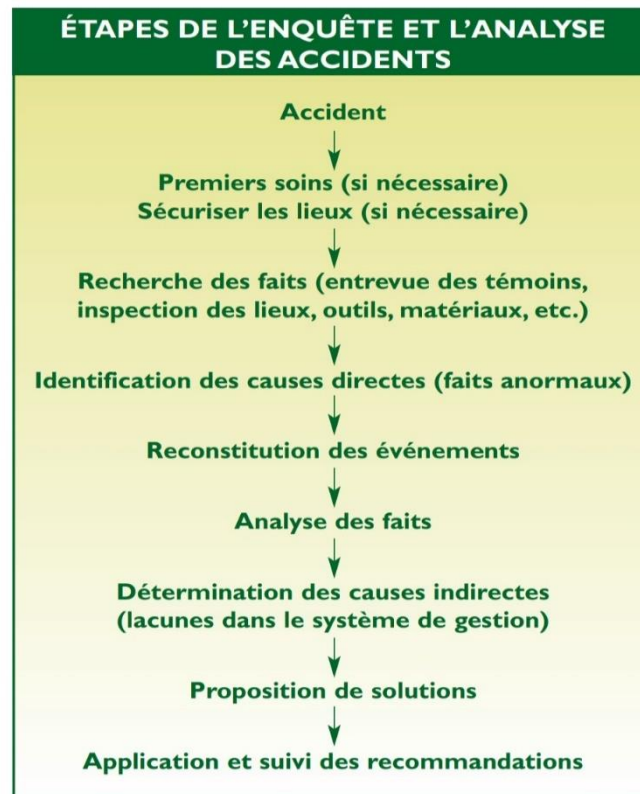 ÉTAPES DE L'ENQUÊTE ET L'ANALYSE
DES ACCIDENTS
Accident
Premiers soins (si nécessaire)
Sécuriser les lieux (si nécessaire)
Recherche des faits (entrevue des témoins,
inspection des lieux, outils, matériaux, etc.)
Identification des causes directes (faits anormaux)
Reconstitution des événements
Analyse des faits
Détermination des causes indirectes
(lacunes dans le système de gestion)
Proposition de solutions
Application et suivi des recommandations